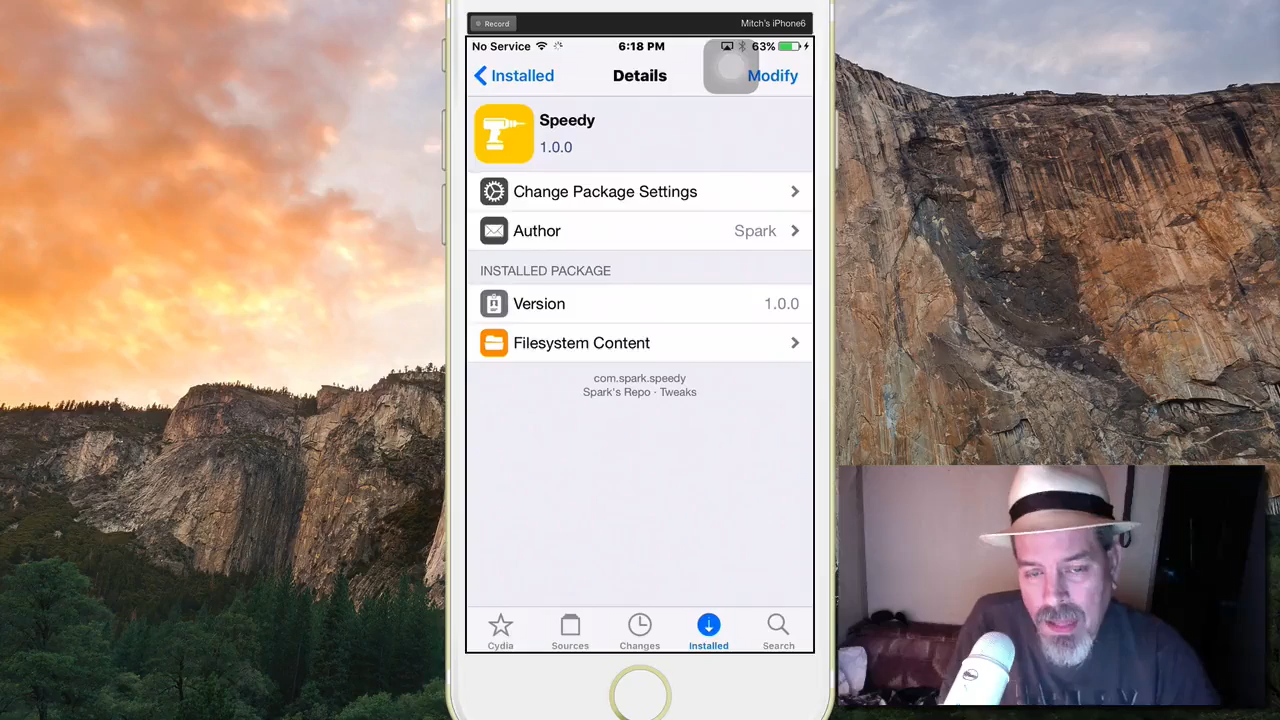 Record
Mitch's iPhone6
No Service 6:18 PM 63%
Installed Details Modify
Speedy
1.0.0
Change Package Settings
Author Spark
INSTALLED PACKAGE
Version 1.0.0
Filesystem Content
com.spark.speedy
Spark's Repo · Tweaks
Cydia Sources Changes Installed Search